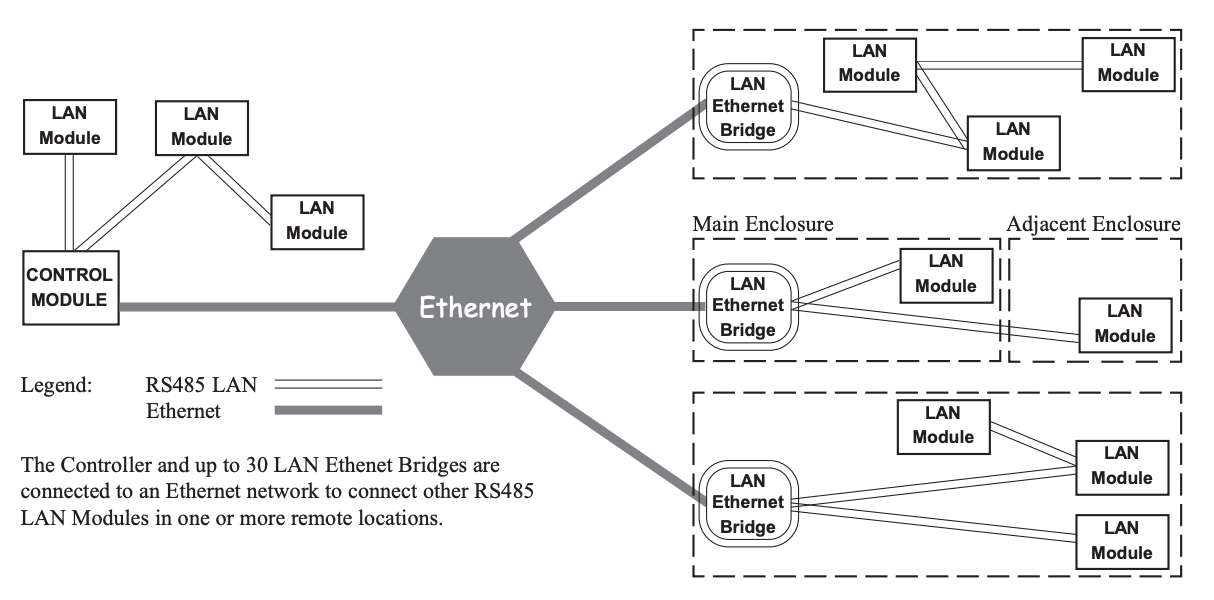 LAN
Module
LAN
Module
LAN
Module
CONTROL
MODULE
Ethernet
LAN
Ethernet
Bridge
LAN
Module
LAN
Module
LAN
Module
Main Enclosure
Adjacent Enclosure
LAN
Ethernet
Bridge
LAN
Module
LAN
Module
LAN
Ethernet
Bridge
LAN
Module
LAN
Module
LAN
Module
Legend: RS485 LAN
Ethernet
The Controller and up to 30 LAN Ethenet Bridges are
connected to an Ethernet network to connect other RS485
LAN Modules in one or more remote locations.